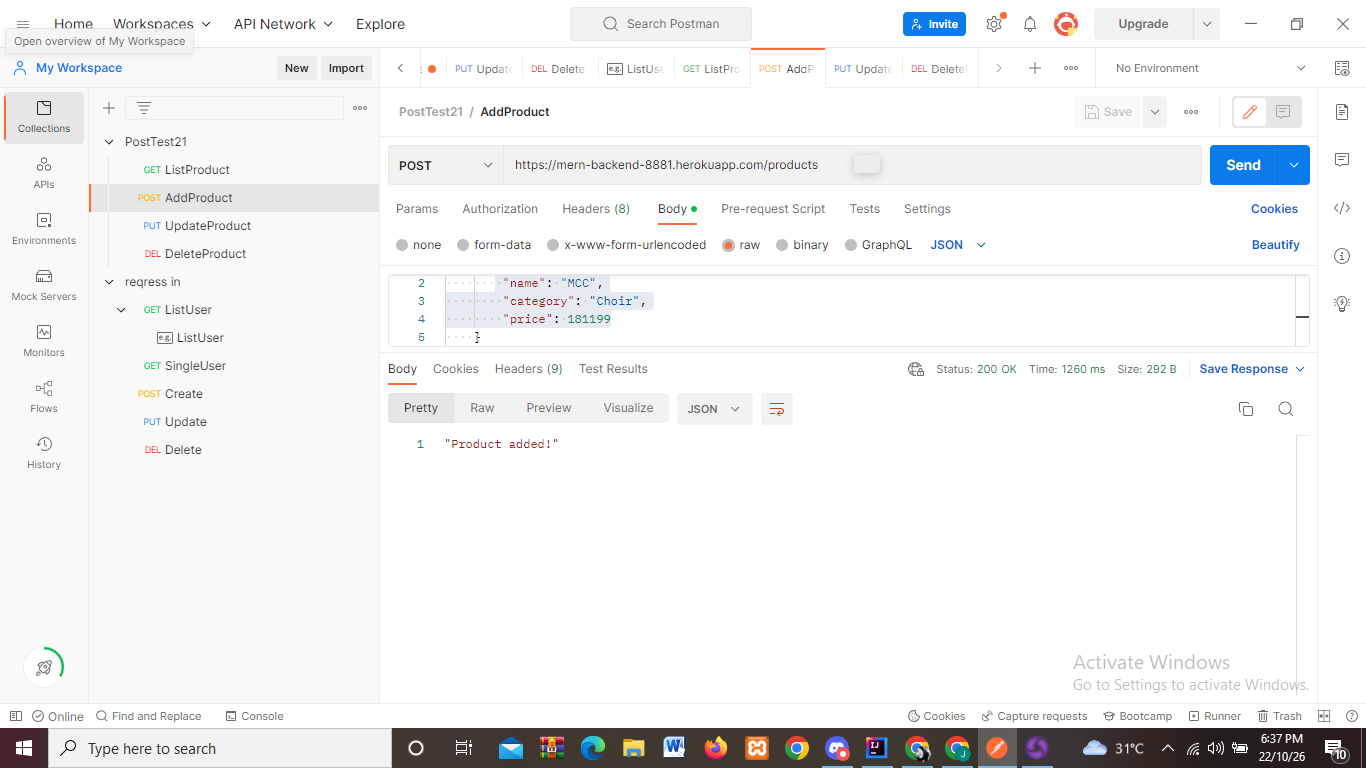 Home Workspaces API Network Explore
Search Postman
Invite
Upgrade
Open overview of My Workspace
My Workspace
New Import
PUT Update
DEL Delete
e.g. ListUse
GET ListPro
POST AddP
PUT Update
DEL Delete
No Environment
Collections
APIs
Environments
Mock Servers
Monitors
Flows
History
PostTest21
GET ListProduct
POST AddProduct
PUT UpdateProduct
DEL DeleteProduct
reqress in
GET ListUser
e.g. ListUser
GET SingleUser
POST Create
PUT Update
DEL Delete
PostTest21 / AddProduct
Save
POST
https://mern-backend-8881.herokuapp.com/products
Send
Params Authorization Headers (8) Body Pre-request Script Tests Settings
Cookies
none form-data x-www-form-urlencoded raw binary GraphQL JSON
Beautify
2 "name": "MCC",
3 "category": "Choir",
4 "price": 181199
5 }
Body Cookies Headers (9) Test Results
Status: 200 OK Time: 1260 ms Size: 292 B
Save Response
Pretty Raw Preview Visualize JSON
1 "Product added!"
Activate Windows
Go to Settings to activate Windows.
Online Find and Replace Console
Cookies Capture requests Bootcamp Runner Trash
Type here to search
31°C
6:37 PM
22/10/26
10